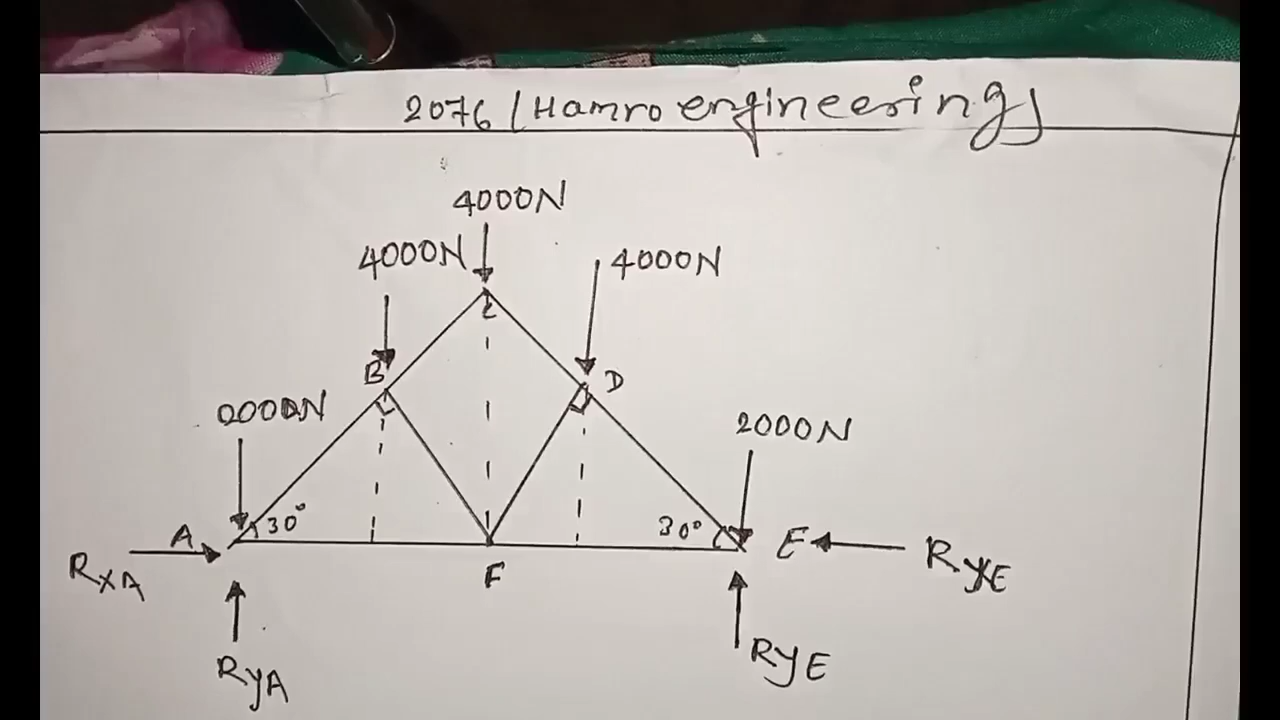 2076 / Hamro engineering
4000N
4000N
4000N
C
B
D
2000N
2000N
A
30°
30°
E
RXA
F
RYA
RYE